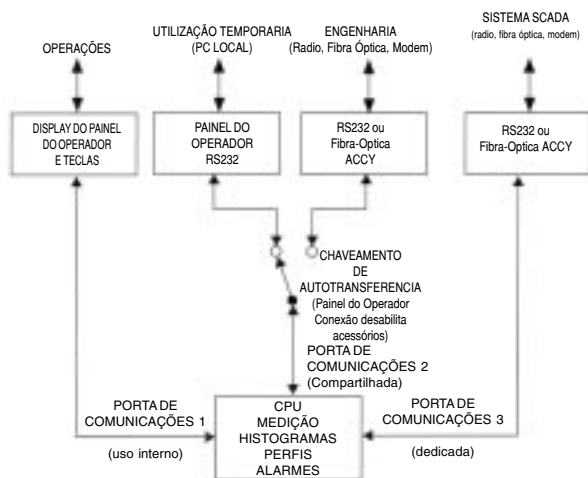 OPERAÇÕES
UTILIZAÇÃO TEMPORARIA
(PC LOCAL)
ENGENHARIA
(Radio, Fibra Óptica, Modem)
SISTEMA SCADA
(radio, fibra óptica, modem)
DISPLAY DO PAINEL
DO OPERADOR
E TECLAS
PAINEL DO
OPERADOR
RS232
RS232 ou
Fibra-Optica
ACCY
RS232 ou
Fibra-Optica ACCY
CHAVEAMENTO
DE
AUTOTRANSFERENCIA
(Painel do Operador
Conexão desabilita
acessórios)
PORTA DE
COMUNICAÇÕES 2
(Compartilhada)
PORTA DE
COMUNICAÇÕES 1
(uso interno)
CPU
MEDIÇÃO
HISTOGRAMAS
PERFIS
ALARMES
PORTA DE
COMUNICAÇÕES 3
(dedicada)